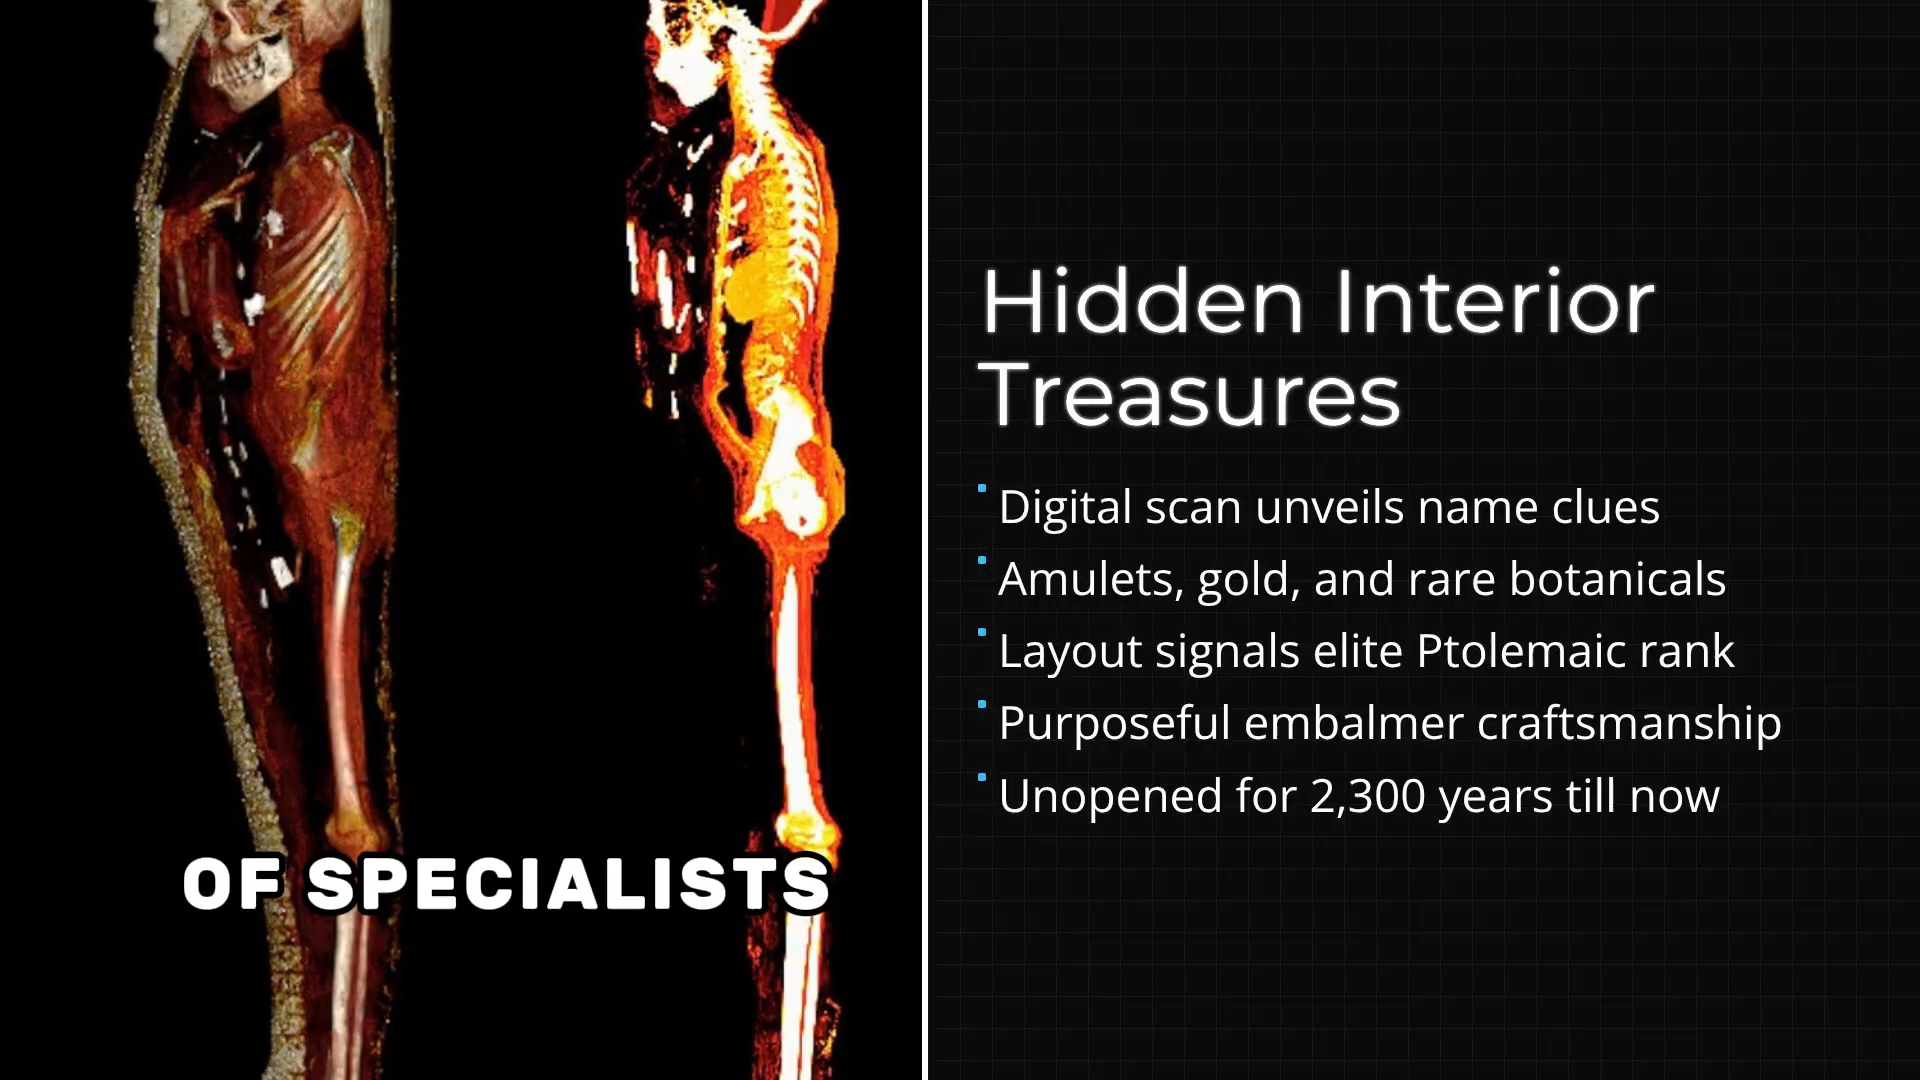 OF SPECIALISTS
Hidden Interior
Treasures
Digital scan unveils name clues
Amulets, gold, and rare botanicals
Layout signals elite Ptolemaic rank
Purposeful embalmer craftsmanship
Unopened for 2,300 years till now